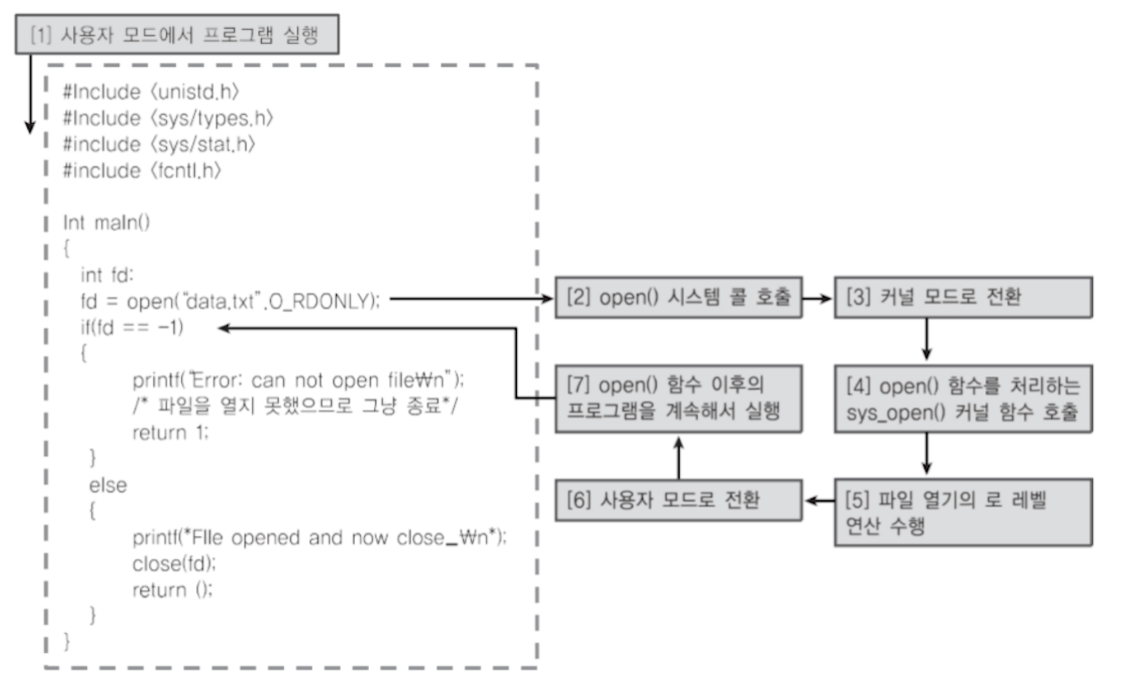 [1] 사용자 모드에서 프로그램 실행
#Include 〈unistd.h〉
#Include 〈sys/types.h〉
#include 〈sys/stat.h〉
#include 〈fcntl.h〉
Int maIn()
{
int fd:
fd = open("data.txt",O_RDONLY);
if(fd == -1)
{
printf("Error: can not open file₩n");
/* 파일을 열지 못했으므로 그냥 종료*/
return 1;
}
else
{
printf(*FIle opened and now close_₩n*);
close(fd);
return ();
}
}
[2] open() 시스템 콜 호출
[3] 커널 모드로 전환
[4] open() 함수를 처리하는
sys_open() 커널 함수 호출
[5] 파일 열기의 로 레벨
연산 수행
[6] 사용자 모드로 전환
[7] open() 함수 이후의
프로그램을 계속해서 실행